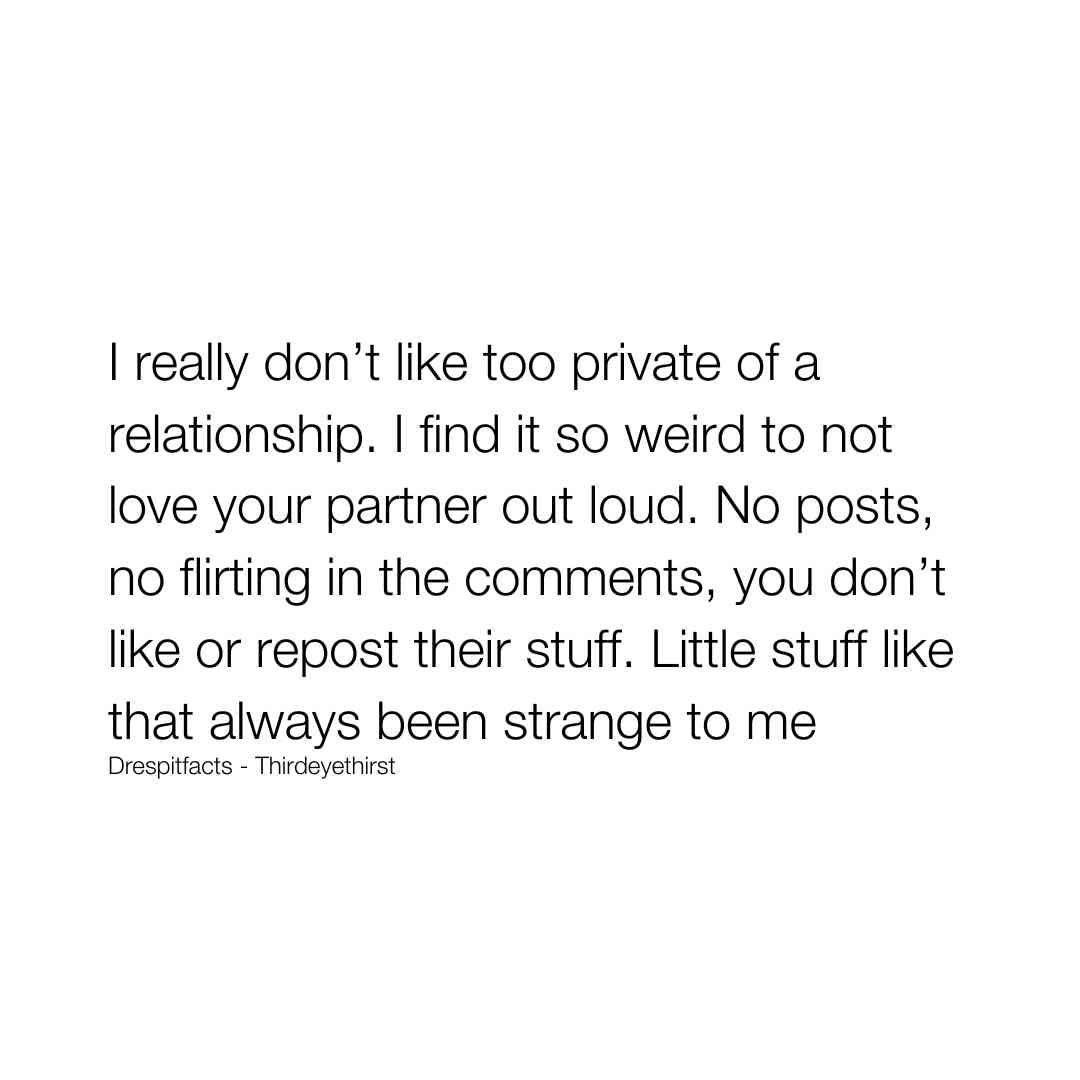 I really don’t like too private of a
relationship. I find it so weird to not
love your partner out loud. No posts,
no flirting in the comments, you don’t
like or repost their stuff. Little stuff like
that always been strange to me
Drespitfacts - Thirdeyethirst